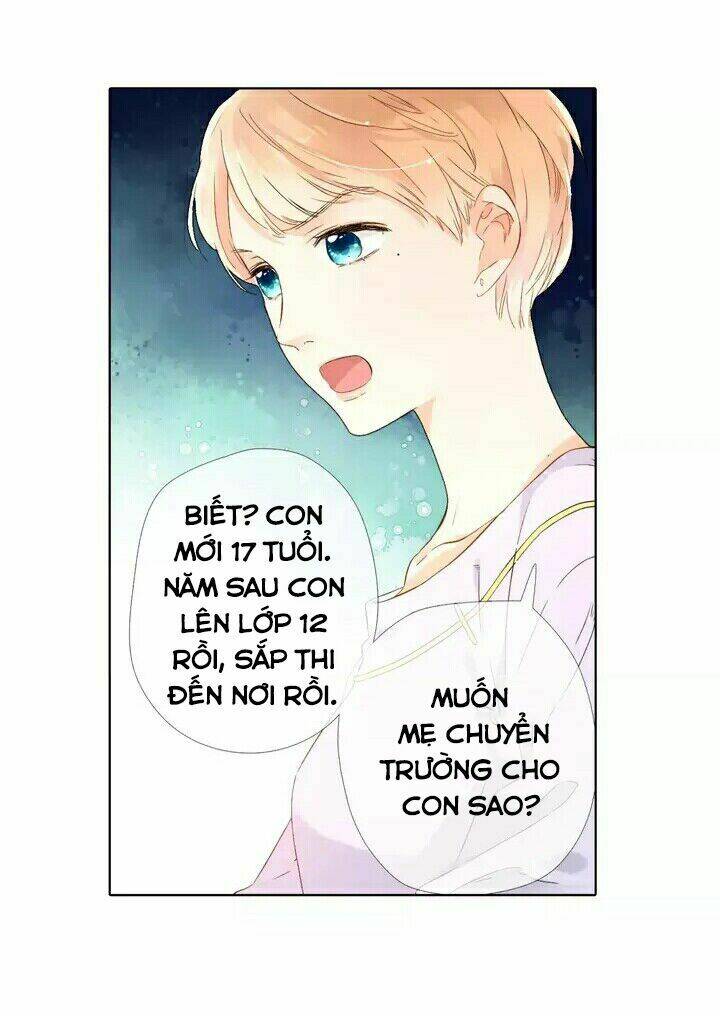 BIẾT? CON
MỚI 17 TUỔI.
NĂM SAU CON
LÊN LỚP 12
RỒI, SẮP THI
ĐẾN NƠI RỒI.
MUỐN
MẸ CHUYỂN
TRƯỜNG CHO
CON SAO?